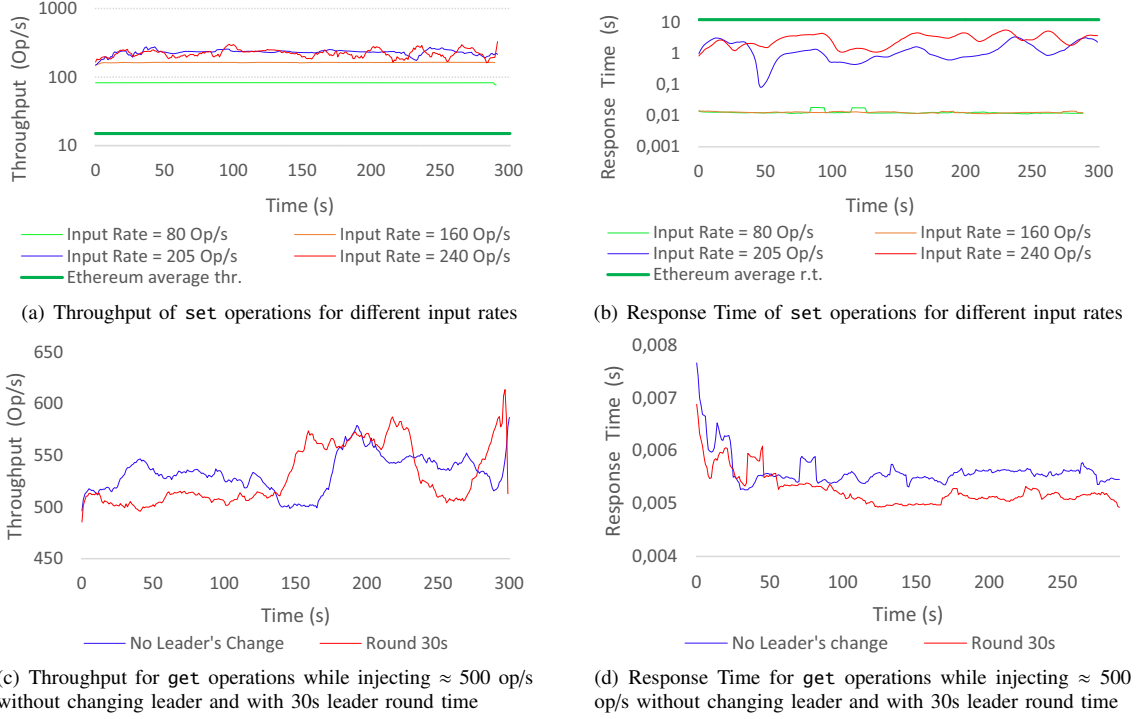 Throughput (Op/s)
1000
100
10
0 50 100 150 200 250 300
Time (s)
Input Rate = 80 Op/s Input Rate = 160 Op/s
Input Rate = 205 Op/s Input Rate = 240 Op/s
Ethereum average thr.
(a) Throughput of set operations for different input rates
Response Time (s)
10
1
0,1
0,01
0,001
0 50 100 150 200 250 300
Time (s)
Input Rate = 80 Op/s Input Rate = 160 Op/s
Input Rate = 205 Op/s Input Rate = 240 Op/s
Ethereum average r.t.
(b) Response Time of set operations for different input rates
Throughput (Op/s)
650
600
550
500
450
0 50 100 150 200 250 300
Time (s)
No Leader's Change Round 30s
(c) Throughput for get operations while injecting ≈ 500 op/s
without changing leader and with 30s leader round time
Response Time (s)
0,008
0,007
0,006
0,005
0,004
0 50 100 150 200 250
Time (s)
No Leader's change Round 30s
(d) Response Time for get operations while injecting ≈ 500
op/s without changing leader and with 30s leader round time